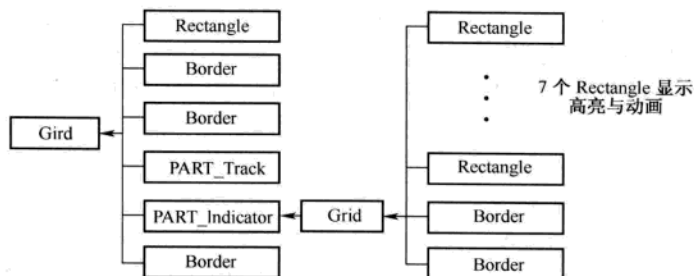 Rectangle
Border
Border
Gird
PART_Track
PART_Indicator
Border
Grid
Rectangle
7 个 Rectangle 显示
高亮与动画
Rectangle
Border
Border